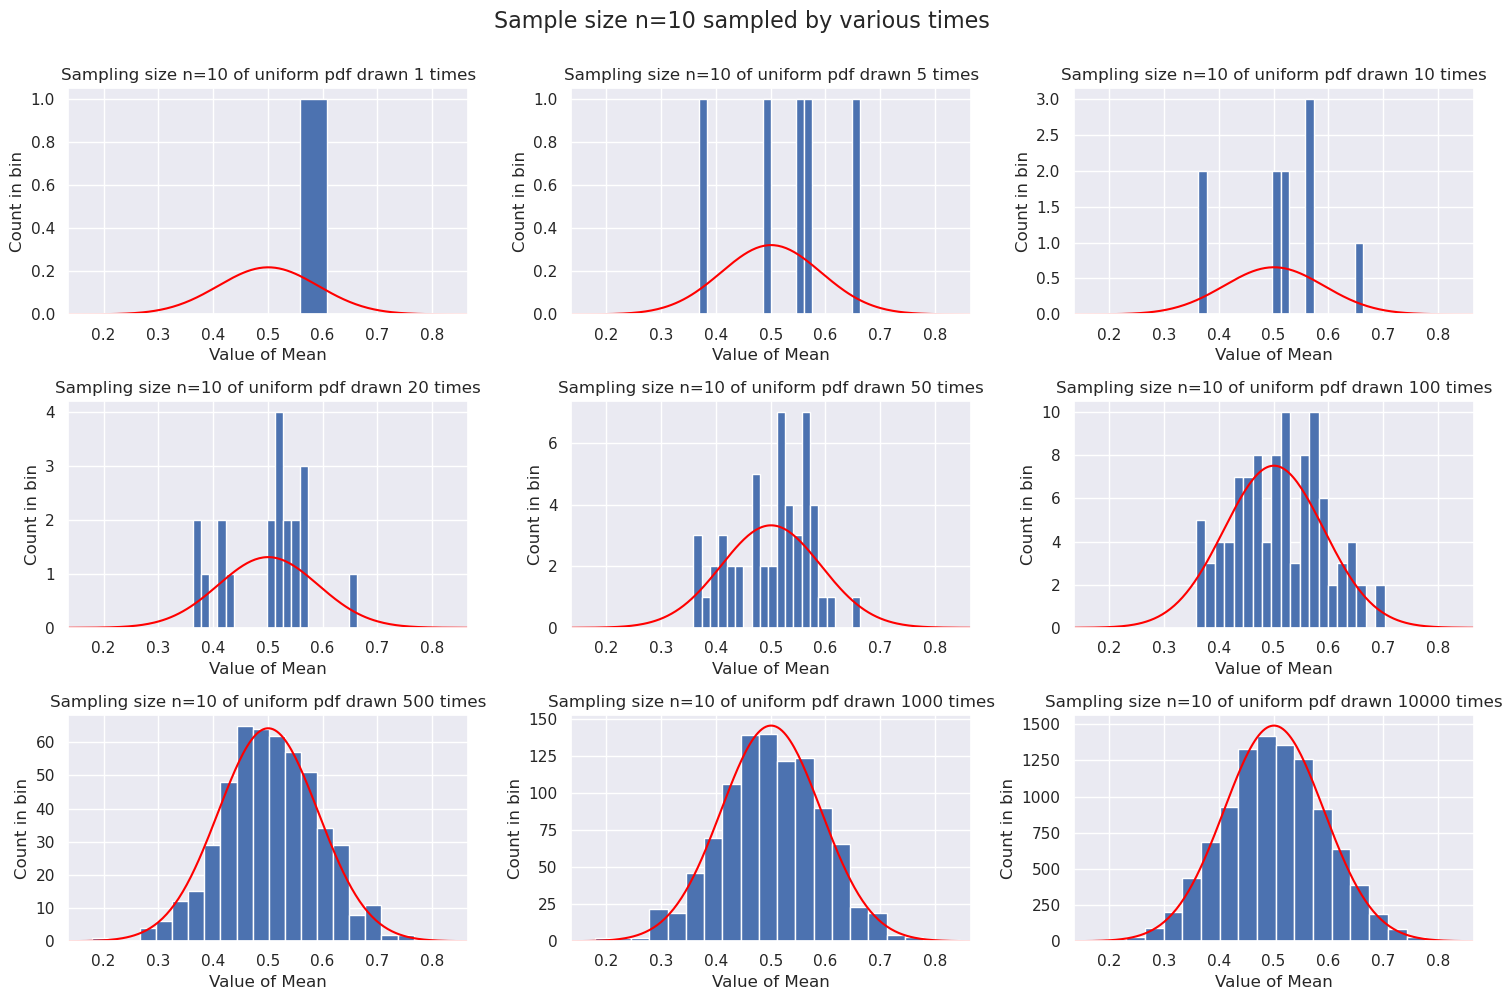 Sample size n=10 sampled by various times
Sampling size n=10 of uniform pdf drawn 1 times
Count in bin
1.0
0.8
0.6
0.4
0.2
0.0
0.2 0.3 0.4 0.5 0.6 0.7 0.8
Value of Mean
Sampling size n=10 of uniform pdf drawn 5 times
Count in bin
1.0
0.8
0.6
0.4
0.2
0.0
0.2 0.3 0.4 0.5 0.6 0.7 0.8
Value of Mean
Sampling size n=10 of uniform pdf drawn 10 times
Count in bin
3.0
2.5
2.0
1.5
1.0
0.5
0.0
0.2 0.3 0.4 0.5 0.6 0.7 0.8
Value of Mean
Sampling size n=10 of uniform pdf drawn 20 times
Count in bin
4
3
2
1
0
0.2 0.3 0.4 0.5 0.6 0.7 0.8
Value of Mean
Sampling size n=10 of uniform pdf drawn 50 times
Count in bin
6
4
2
0
0.2 0.3 0.4 0.5 0.6 0.7 0.8
Value of Mean
Sampling size n=10 of uniform pdf drawn 100 times
Count in bin
10
8
6
4
2
0
0.2 0.3 0.4 0.5 0.6 0.7 0.8
Value of Mean
Sampling size n=10 of uniform pdf drawn 500 times
Count in bin
60
50
40
30
20
10
0
0.2 0.3 0.4 0.5 0.6 0.7 0.8
Value of Mean
Sampling size n=10 of uniform pdf drawn 1000 times
Count in bin
150
125
100
75
50
25
0
0.2 0.3 0.4 0.5 0.6 0.7 0.8
Value of Mean
Sampling size n=10 of uniform pdf drawn 10000 times
Count in bin
1500
1250
1000
750
500
250
0
0.2 0.3 0.4 0.5 0.6 0.7 0.8
Value of Mean